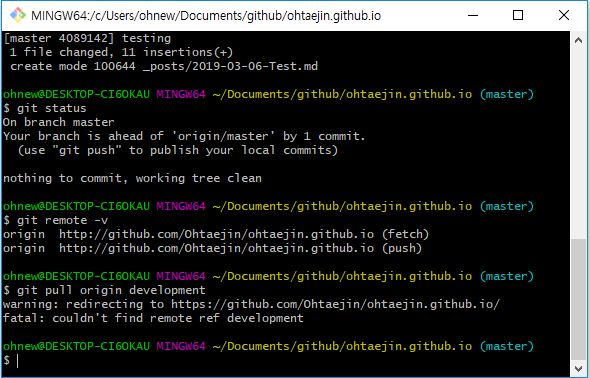 MINGW64:/c/Users/ohnew/Documents/github/ohtaejin.github.io
[master 4089142] testing
 1 file changed, 11 insertions(+)
 create mode 100644 _posts/2019-03-06-Test.md
ohnew@DESKTOP-CI6OKAU MINGW64 ~/Documents/github/ohtaejin.github.io (master)
$ git status
On branch master
Your branch is ahead of 'origin/master' by 1 commit.
  (use "git push" to publish your local commits)
nothing to commit, working tree clean
ohnew@DESKTOP-CI6OKAU MINGW64 ~/Documents/github/ohtaejin.github.io (master)
$ git remote -v
origin  http://github.com/Ohtaejin/ohtaejin.github.io (fetch)
origin  http://github.com/Ohtaejin/ohtaejin.github.io (push)
ohnew@DESKTOP-CI6OKAU MINGW64 ~/Documents/github/ohtaejin.github.io (master)
$ git pull origin development
warning: redirecting to https://github.com/Ohtaejin/ohtaejin.github.io/
fatal: couldn't find remote ref development
ohnew@DESKTOP-CI6OKAU MINGW64 ~/Documents/github/ohtaejin.github.io (master)
$